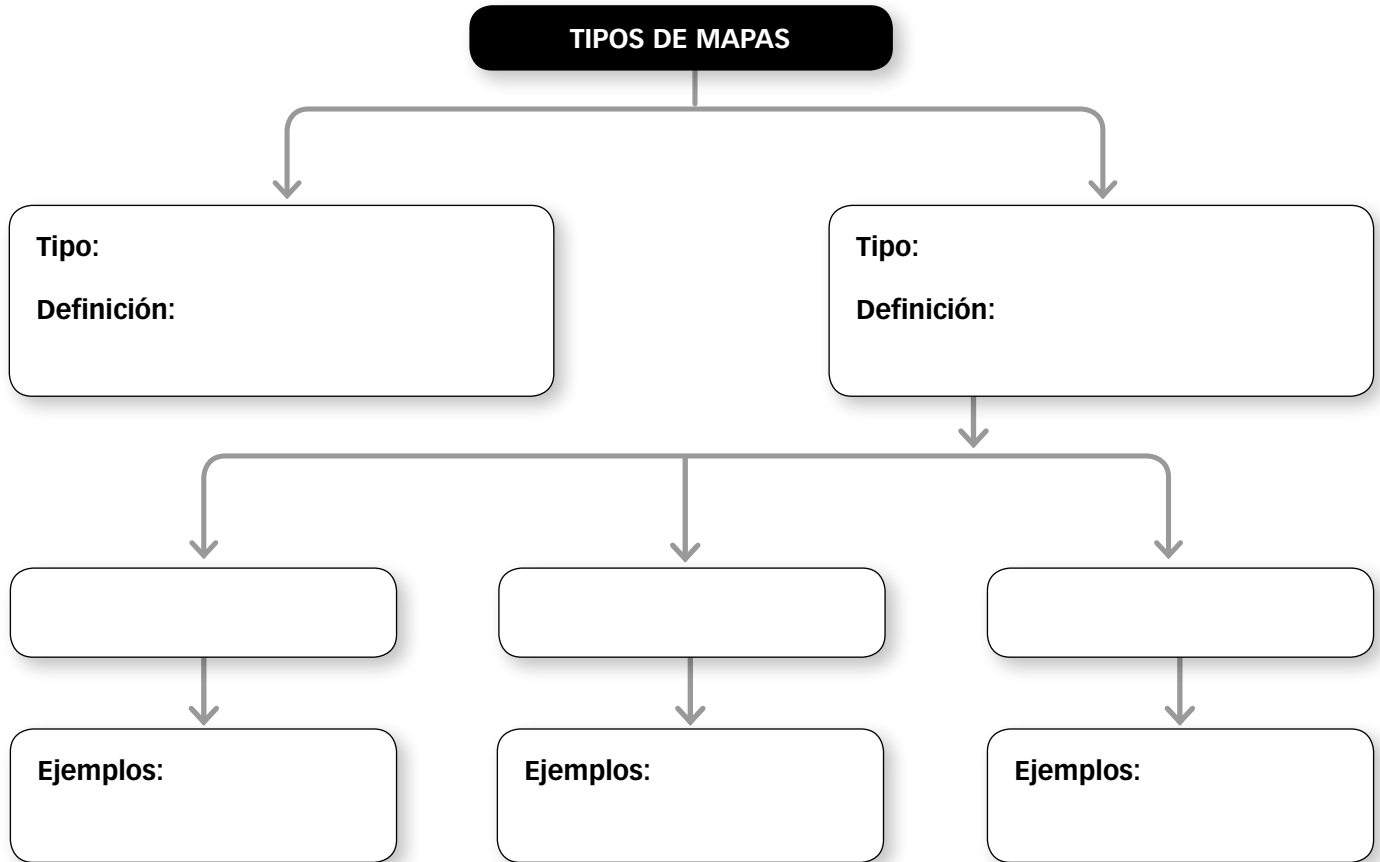 TIPOS DE MAPAS
Tipo:
Definición:
Tipo:
Definición:
Ejemplos:
Ejemplos:
Ejemplos: